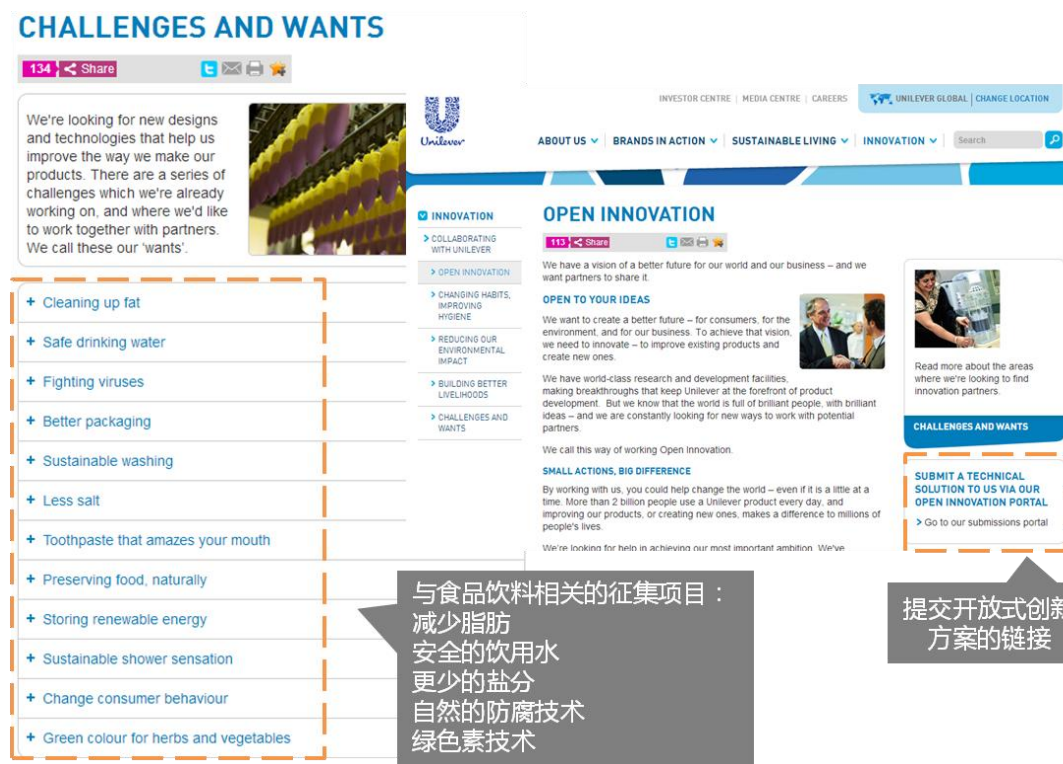 CHALLENGES AND WANTS
134 Share
We're looking for new designs
and technologies that help us
improve the way we make our
products. There are a series of
challenges which we're already
working on, and where we'd like
to work together with partners.
We call these our 'wants'.
+ Cleaning up fat
+ Safe drinking water
+ Fighting viruses
+ Better packaging
+ Sustainable washing
+ Less salt
+ Toothpaste that amazes your mouth
+ Preserving food, naturally
+ Storing renewable energy
+ Sustainable shower sensation
+ Change consumer behaviour
+ Green colour for herbs and vegetables
Unilever
INVESTOR CENTRE | MEDIA CENTRE | CAREERS
UNILEVER GLOBAL | CHANGE LOCATION
ABOUT US
BRANDS IN ACTION
SUSTAINABLE LIVING
INNOVATION
Search
INNOVATION
> COLLABORATING
WITH UNILEVER
> OPEN INNOVATION
> CHANGING HABITS,
IMPROVING
HYGIENE
> REDUCING OUR
ENVIRONMENTAL
IMPACT
> BUILDING BETTER
LIVELIHOODS
> CHALLENGES AND
WANTS
OPEN INNOVATION
113 Share
We have a vision of a better future for our world and our business – and we
want partners to share it.
OPEN TO YOUR IDEAS
We want to create a better future – for consumers, for the
environment, and for our business. To achieve that vision,
we need to innovate – to improve existing products and
create new ones.
We have world-class research and development facilities,
making breakthroughs that keep Unilever at the forefront of product
development. But we know that the world is full of brilliant people, with brilliant
ideas – and we are constantly looking for new ways to work with potential
partners.
We call this way of working Open Innovation.
SMALL ACTIONS, BIG DIFFERENCE
By working with us, you could help change the world – even if it is a little at a
time. More than 2 billion people use a Unilever product every day, and
improving our products, or creating new ones, makes a difference to millions of
people's lives.
We're looking for help in achieving our most important ambition. We've
Read more about the areas
where we're looking to find
innovation partners.
CHALLENGES AND WANTS
SUBMIT A TECHNICAL
SOLUTION TO US VIA OUR
OPEN INNOVATION PORTAL
> Go to our submissions portal
与食品饮料相关的征集项目：
减少脂肪
安全的饮用水
更少的盐分
自然的防腐技术
绿色素技术
提交开放式创新
方案的链接